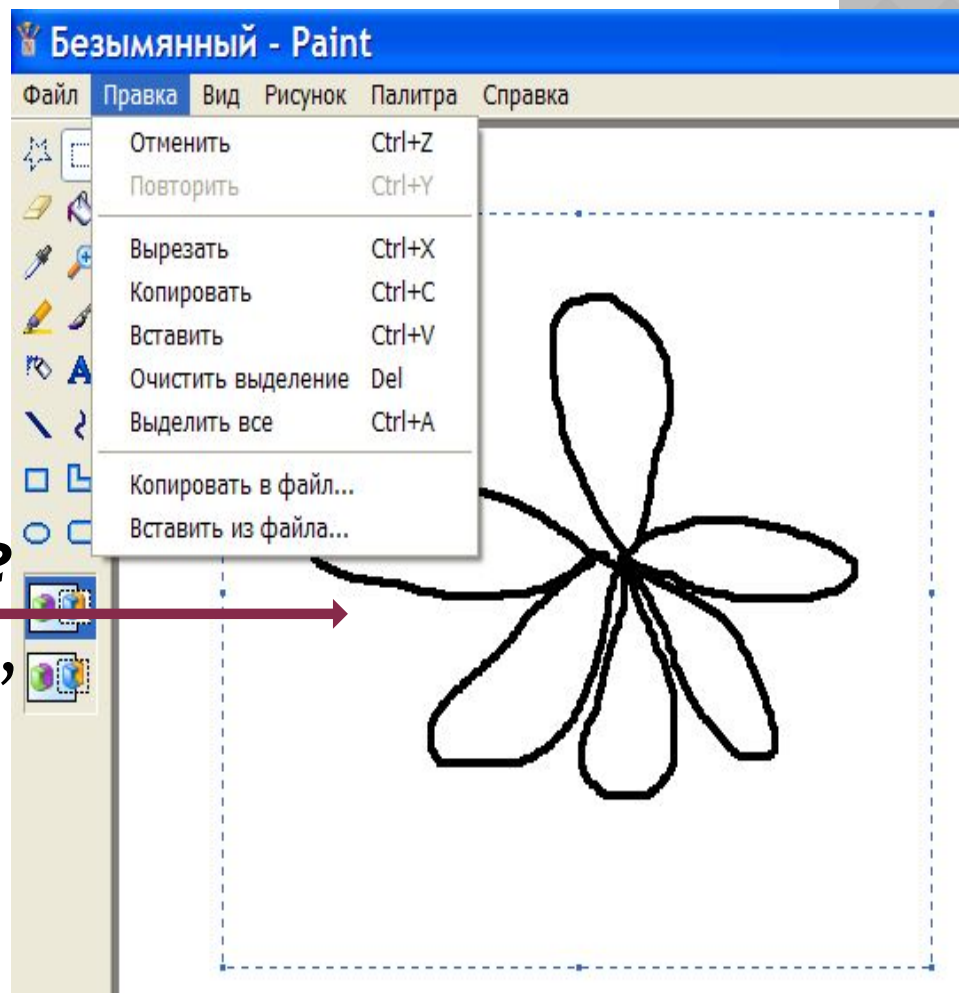 Безымянный - Paint
Файл Правка Вид Рисунок Палитра Справка
Отменить Ctrl+Z
Повторить Ctrl+Y
Вырезать Ctrl+X
Копировать Ctrl+C
Вставить Ctrl+V
Очистить выделение Del
Выделить все Ctrl+A
Копировать в файл...
Вставить из файла...
е
,